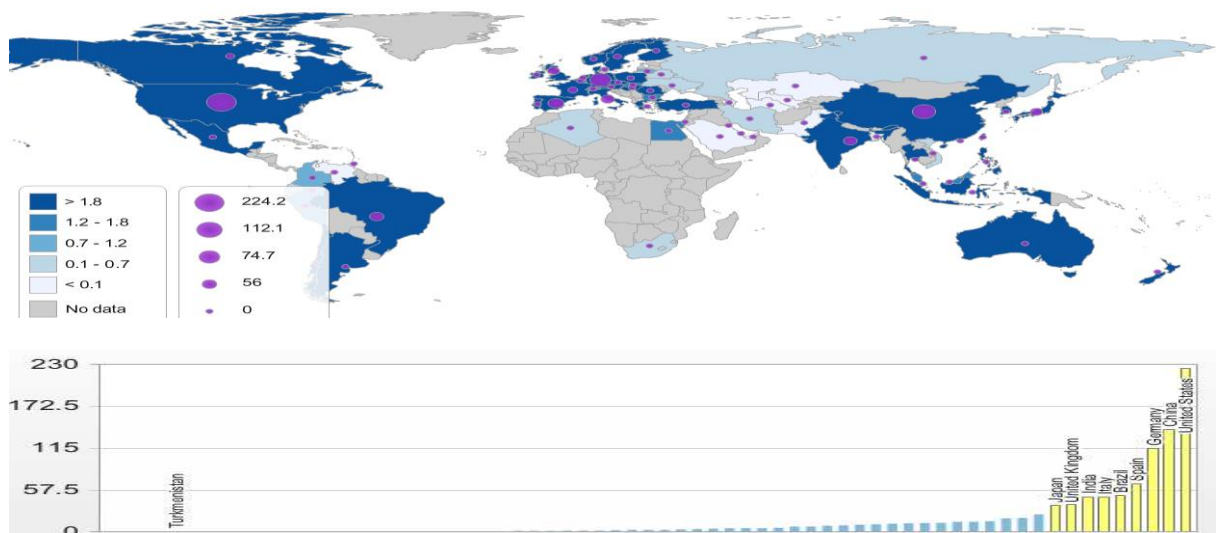 > 1.8
1.2 - 1.8
0.7 - 1.2
0.1 - 0.7
< 0.1
No data
224.2
112.1
74.7
56
0
230
172.5
115
57.5
0
Turkmenistan
Japan
United Kingdom
India
Italy
Brazil
Spain
Germany
China
United States